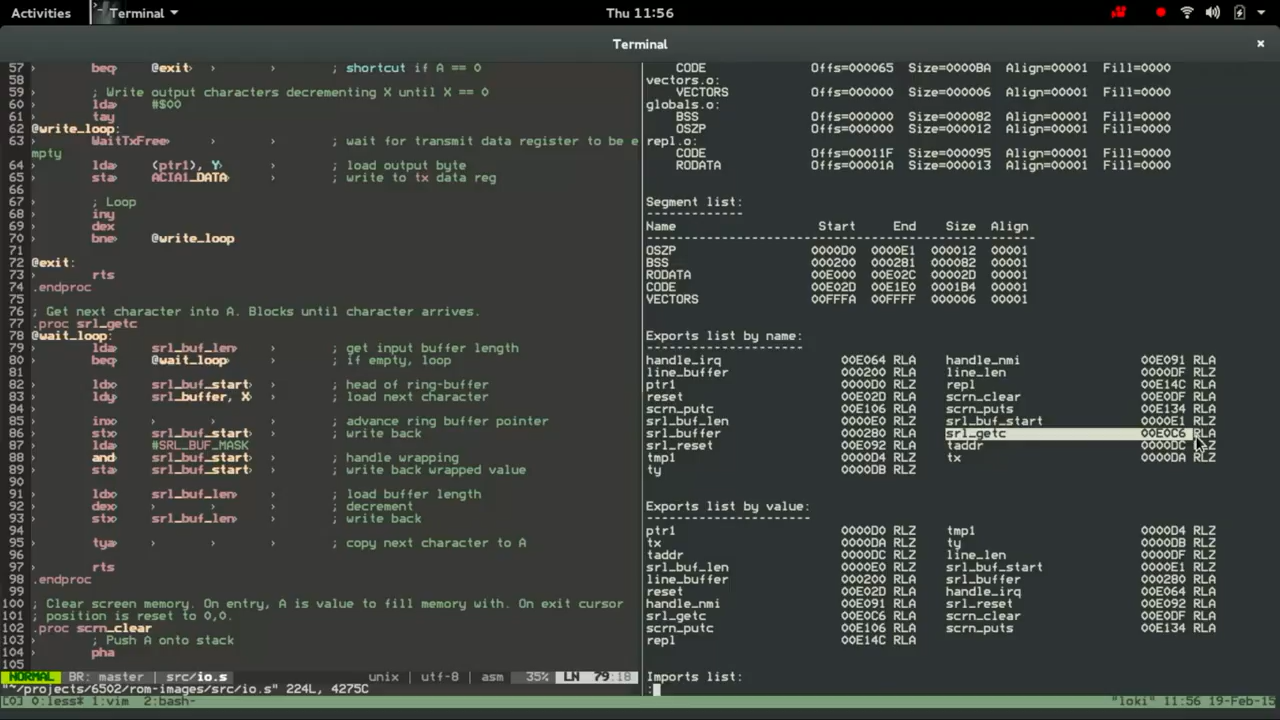 Activities Terminal Thu 11:56
Terminal
57 beq @exit ; shortcut if A == 0
58
59 ; Write output characters decrementing X until X == 0
60 lda #$00
61 tay
62 @write_loop:
63 WaitTxFree ; wait for transmit data register to be e
mpty
64 lda (ptr1), Y ; load output byte
65 sta ACIA1_DATA ; write to tx data reg
66
67 ; Loop
68 iny
69 dex
70 bne @write_loop
71
72 @exit:
73 rts
74 .endproc
75
76 ; Get next character into A. Blocks until character arrives.
77 .proc srl_getc
78 @wait_loop:
79 lda srl_buf_len ; get input buffer length
80 beq @wait_loop ; if empty, loop
81
82 ldx srl_buf_start ; head of ring-buffer
83 ldy srl_buffer, X ; load next character
84
85 inx ; advance ring buffer pointer
86 stx srl_buf_start ; write back
87 lda #SRL_BUF_MASK
88 and srl_buf_start ; handle wrapping
89 sta srl_buf_start ; write back wrapped value
90
91 ldx srl_buf_len ; load buffer length
92 dex ; decrement
93 stx srl_buf_len ; write back
94
95 tya ; copy next character to A
96
97 rts
98 .endproc
99
100 ; Clear screen memory. On entry, A is value to fill memory with. On exit cursor
101 ; position is reset to 0,0.
102 .proc scrn_clear
103 ; Push A onto stack
104 pha
105
NORMAL BR: master src/io.s unix utf-8 asm 35% LN 79:18
"~/projects/6502/rom-images/src/io.s" 224L, 4275C
CODE Offs=000065 Size=0000BA Align=00001 Fill=0000
vectors.o:
VECTORS Offs=000000 Size=000006 Align=00001 Fill=0000
globals.o:
BSS Offs=000000 Size=000082 Align=00001 Fill=0000
OSZP Offs=000000 Size=000012 Align=00001 Fill=0000
repl.o:
CODE Offs=00011F Size=000095 Align=00001 Fill=0000
RODATA Offs=00001A Size=000013 Align=00001 Fill=0000
Segment list:
-------------
Name Start End Size Align
----------------------------------------------------
OSZP 0000D0 0000E1 000012 00001
BSS 000200 000281 000082 00001
RODATA 00E000 00E02C 00002D 00001
CODE 00E02D 00E1E0 0001B4 00001
VECTORS 00FFFA 00FFFF 000006 00001
Exports list by name:
---------------------
handle_irq 00E064 RLA handle_nmi 00E091 RLA
line_buffer 000200 RLA line_len 0000DF RLZ
ptr1 0000D0 RLZ repl 00E14C RLA
reset 00E02D RLA scrn_clear 00E0DF RLA
scrn_putc 00E106 RLA scrn_puts 00E134 RLA
srl_buf_len 0000E0 RLZ srl_buf_start 0000E1 RLZ
srl_buffer 000280 RLA srl_getc 00E0C6 RLA
srl_reset 00E092 RLA taddr 0000DC RLZ
tmp1 0000D4 RLZ tx 0000DA RLZ
ty 0000DB RLZ
Exports list by value:
----------------------
ptr1 0000D0 RLZ tmp1 0000D4 RLZ
tx 0000DA RLZ ty 0000DB RLZ
taddr 0000DC RLZ line_len 0000DF RLZ
srl_buf_len 0000E0 RLZ srl_buf_start 0000E1 RLZ
line_buffer 000200 RLA srl_buffer 000280 RLA
reset 00E02D RLA handle_irq 00E064 RLA
handle_nmi 00E091 RLA srl_reset 00E092 RLA
srl_getc 00E0C6 RLA scrn_clear 00E0DF RLA
scrn_putc 00E106 RLA scrn_puts 00E134 RLA
repl 00E14C RLA
Imports list:
:
[0] 0:less* 1:vim 2:bash- "loki" 11:56 19-Feb-15